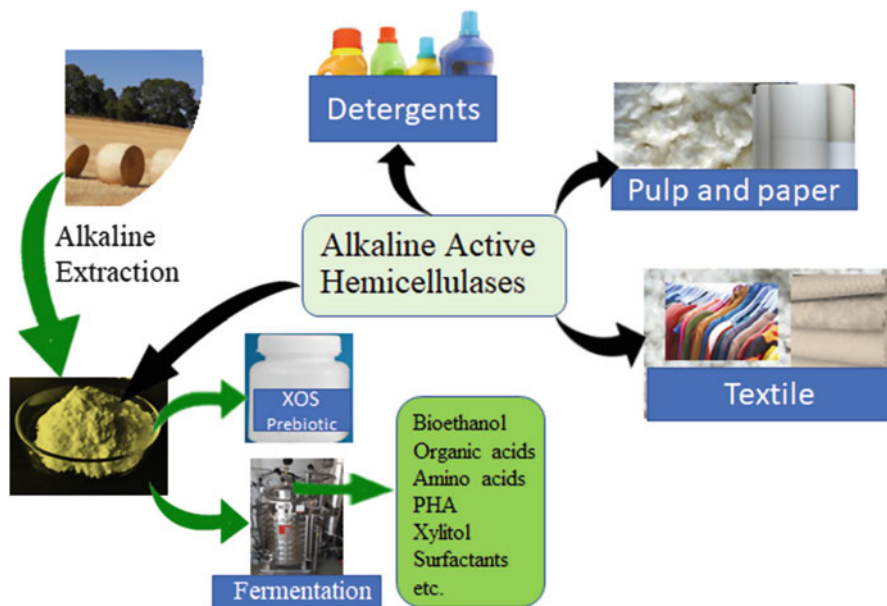 Detergents
Pulp and paper
Alkaline
Extraction
Alkaline Active
Hemicellulases
XOS
Prebiotic
Textile
Bioethanol
Organic acids
Amino acids
PHA
Xylitol
Surfactants
etc.
Fermentation